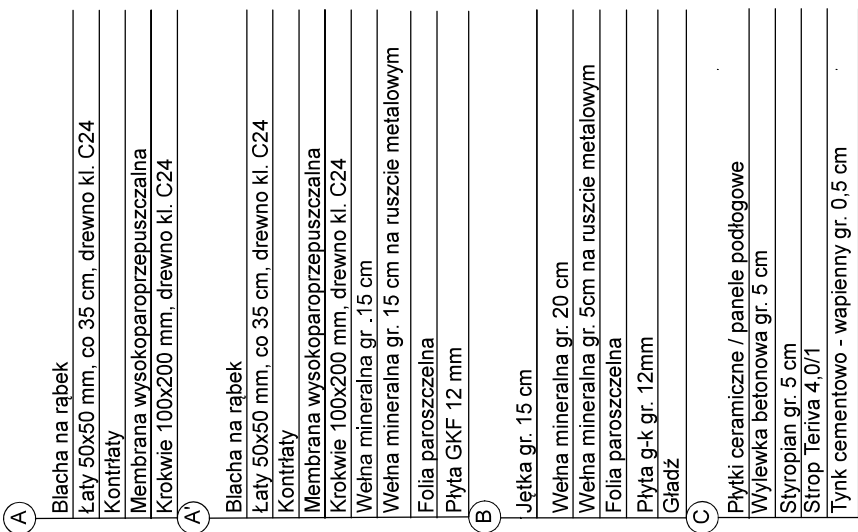 A
Blacha na rąbek
Łaty 50x50 mm, co 35 cm, drewno kl. C24
Kontrłaty
Membrana wysokoparoprzepuszczalna
Krokwie 100x200 mm, drewno kl. C24
A'
Blacha na rąbek
Łaty 50x50 mm, co 35 cm, drewno kl. C24
Kontrłaty
Membrana wysokoparoprzepuszczalna
Krokwie 100x200 mm, drewno kl. C24
Wełna mineralna gr .15 cm
Wełna mineralna gr. 15 cm na ruszcie metalowym
Folia paroszczelna
Płyta GKF 12 mm
B
Jętka gr. 15 cm
Wełna mineralna gr. 20 cm
Wełna mineralna gr. 5cm na ruszcie metalowym
Folia paroszczelna
Płyta g-k gr. 12mm
Gładź
C
Płytki ceramiczne / panele podłogowe
Wylewka betonowa gr. 5 cm
Styropian gr. 5 cm
Strop Teriva 4,0/1
Tynk cementowo - wapienny gr. 0,5 cm